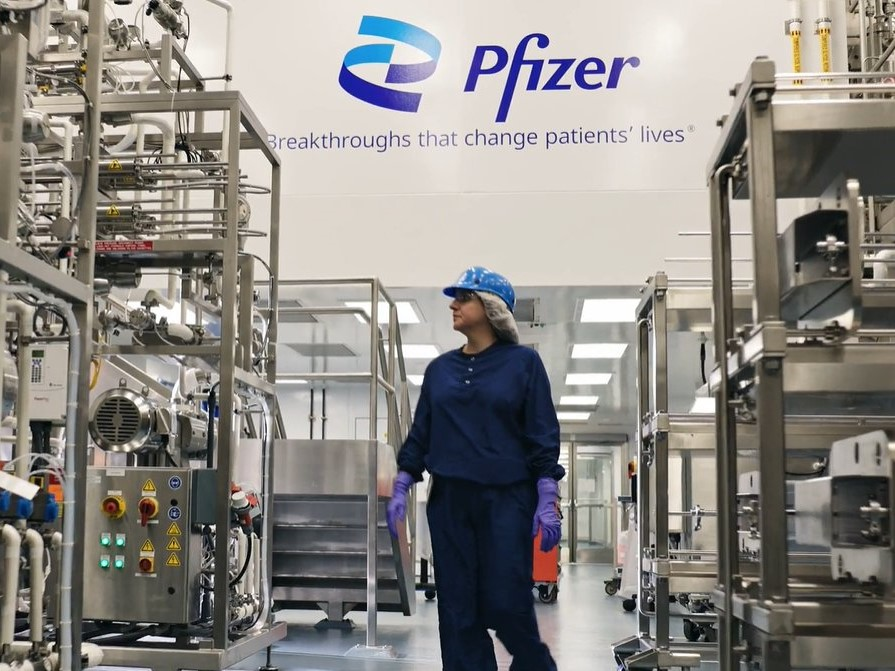 Pfizer
Breakthroughs that change patients’ lives®